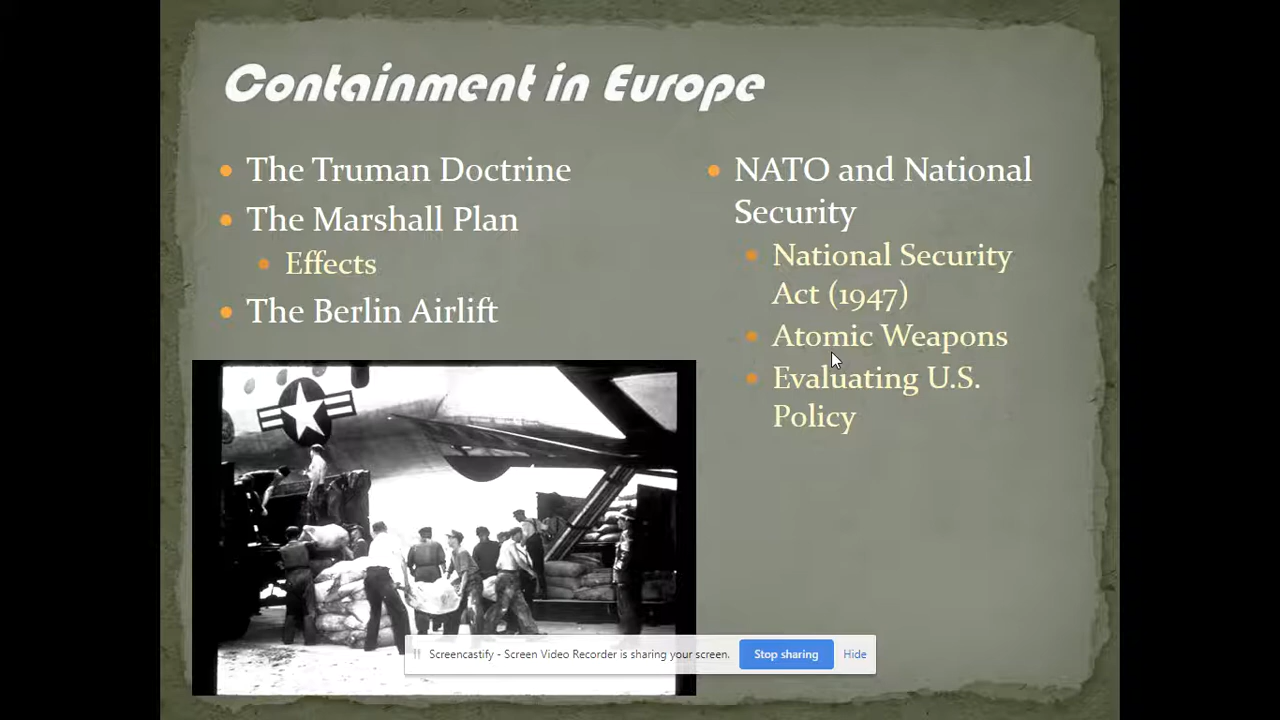 Containment in Europe
The Truman Doctrine
The Marshall Plan
Effects
The Berlin Airlift
NATO and National
Security
National Security
Act (1947)
Atomic Weapons
Evaluating U.S.
Policy
Screencastify - Screen Video Recorder is sharing your screen.
Stop sharing
Hide